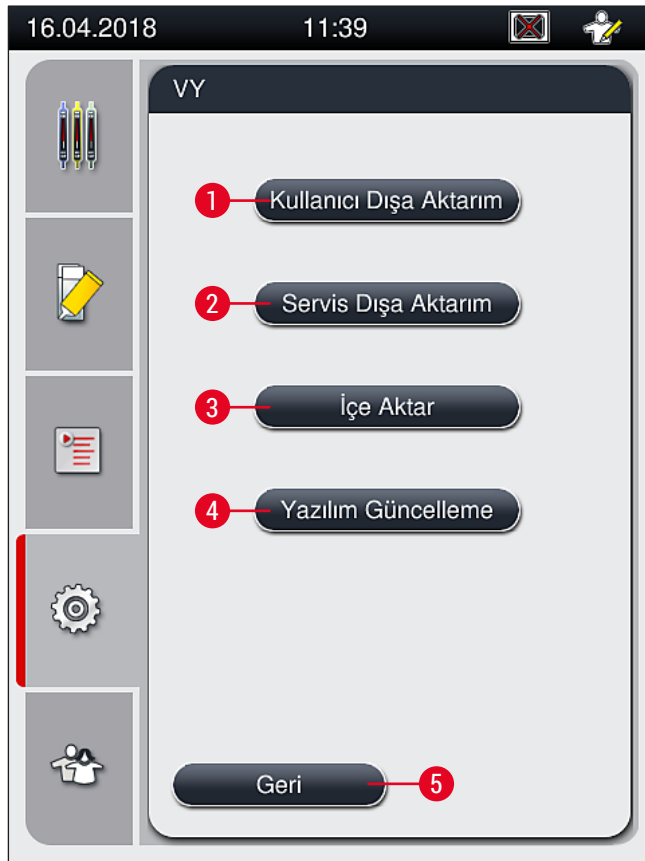 16.04.2018 11:39
VY
1 Kullanıcı Dışa Aktarım
2 Servis Dışa Aktarım
3 İçe Aktar
4 Yazılım Güncelleme
Geri 5